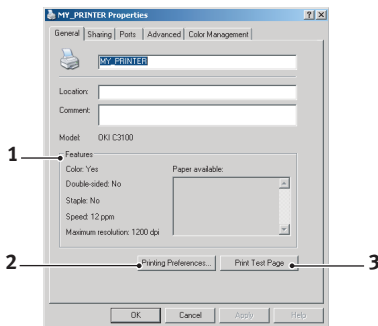 MY_PRINTER Properties
General Sharing Ports Advanced Color Management
MY_PRINTER
Location:
Comment:
Model: OKI C3100
1
Features
Color: Yes Paper available:
Double-sided: No
Staple: No
Speed: 12 ppm
Maximum resolution: 1200 dpi
2 Printing Preferences... Print Test Page 3
OK Cancel Apply Help